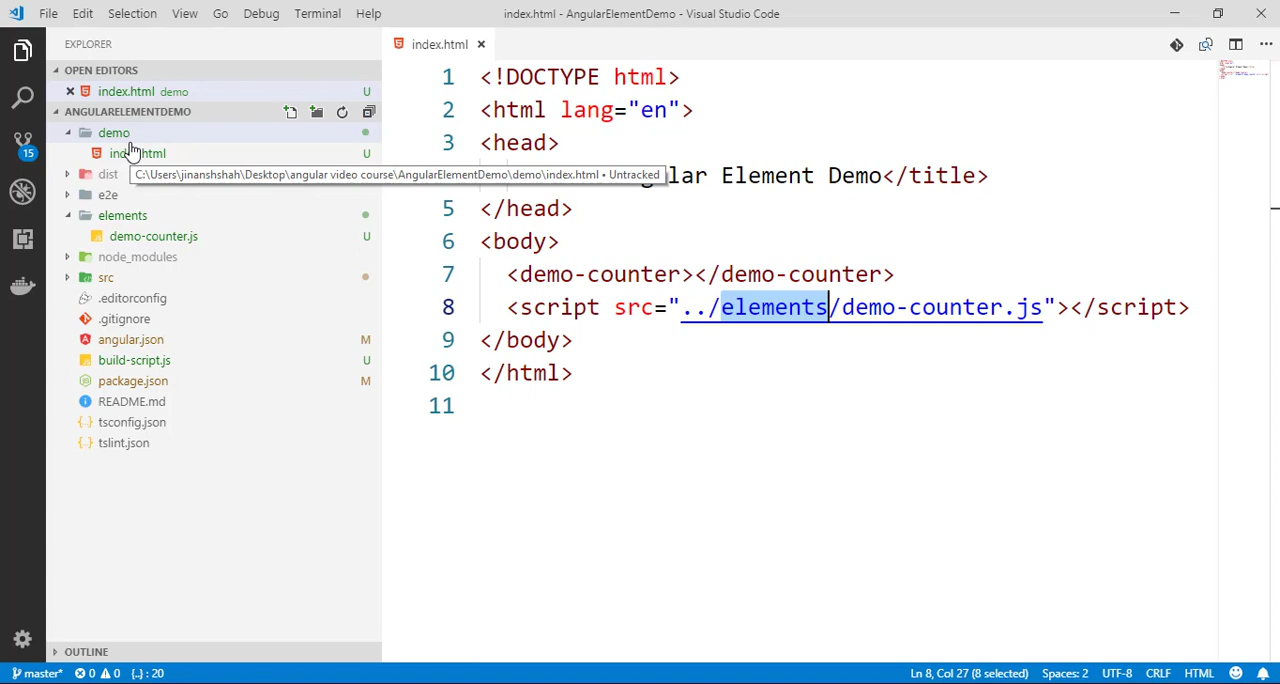 File Edit Selection View Go Debug Terminal Help index.html - AngularElementDemo - Visual Studio Code
EXPLORER
index.html
OPEN EDITORS
index.html demo U
ANGULARELEMENTDEMO
demo
U
dist
C:\Users\jinanshshah\Desktop\angular video course\AngularElementDemo\demo\index.html • Untracked
e2e
elements
demo-counter.js U
node_modules
src
.editorconfig
.gitignore
angular.json M
build-script.js U
package.json M
README.md
tsconfig.json
tslint.json
OUTLINE
15
1 <!DOCTYPE html>
2 <html lang="en">
3 <head>
Element Demo</title>
5 </head>
6 <body>
7 <demo-counter></demo-counter>
8 <script src="../elements/demo-counter.js"></script>
9 </body>
10 </html>
11
master* 0 0 {..} : 20 Ln 8, Col 27 (8 selected) Spaces: 2 UTF-8 CRLF HTML